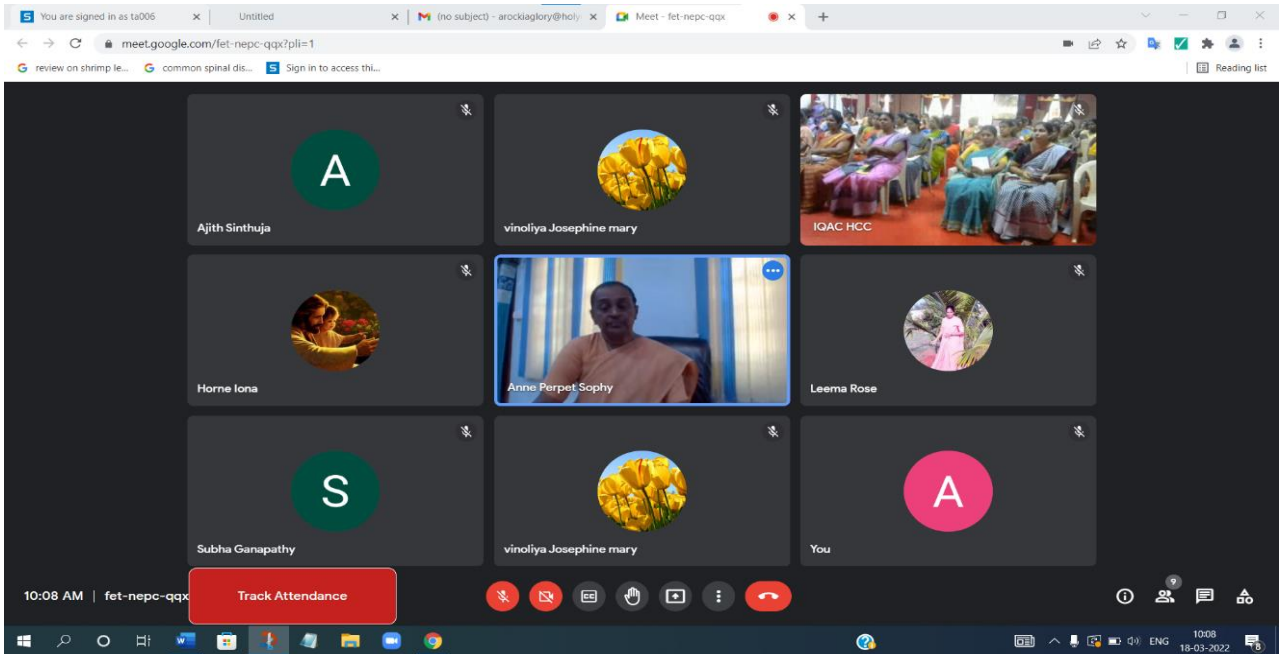 S You are signed in as ta006
Untitled
(no subject) - arockiaglory@holy
Meet - fet-nepc-qqx
meet.google.com/fet-nepc-qqx?pli=1
review on shrimp le...
common spinal dis...
S Sign in to access thi...
Reading list
A
Ajith Sinthuja
vinoliya Josephine mary
IQAC HCC
Horne Iona
Anne Perpet Sophy
Leema Rose
S
Subha Ganapathy
vinoliya Josephine mary
A
You
10:08 AM | fet-nepc-qqx
Track Attendance
CC
9
ENG
10:08
18-03-2022